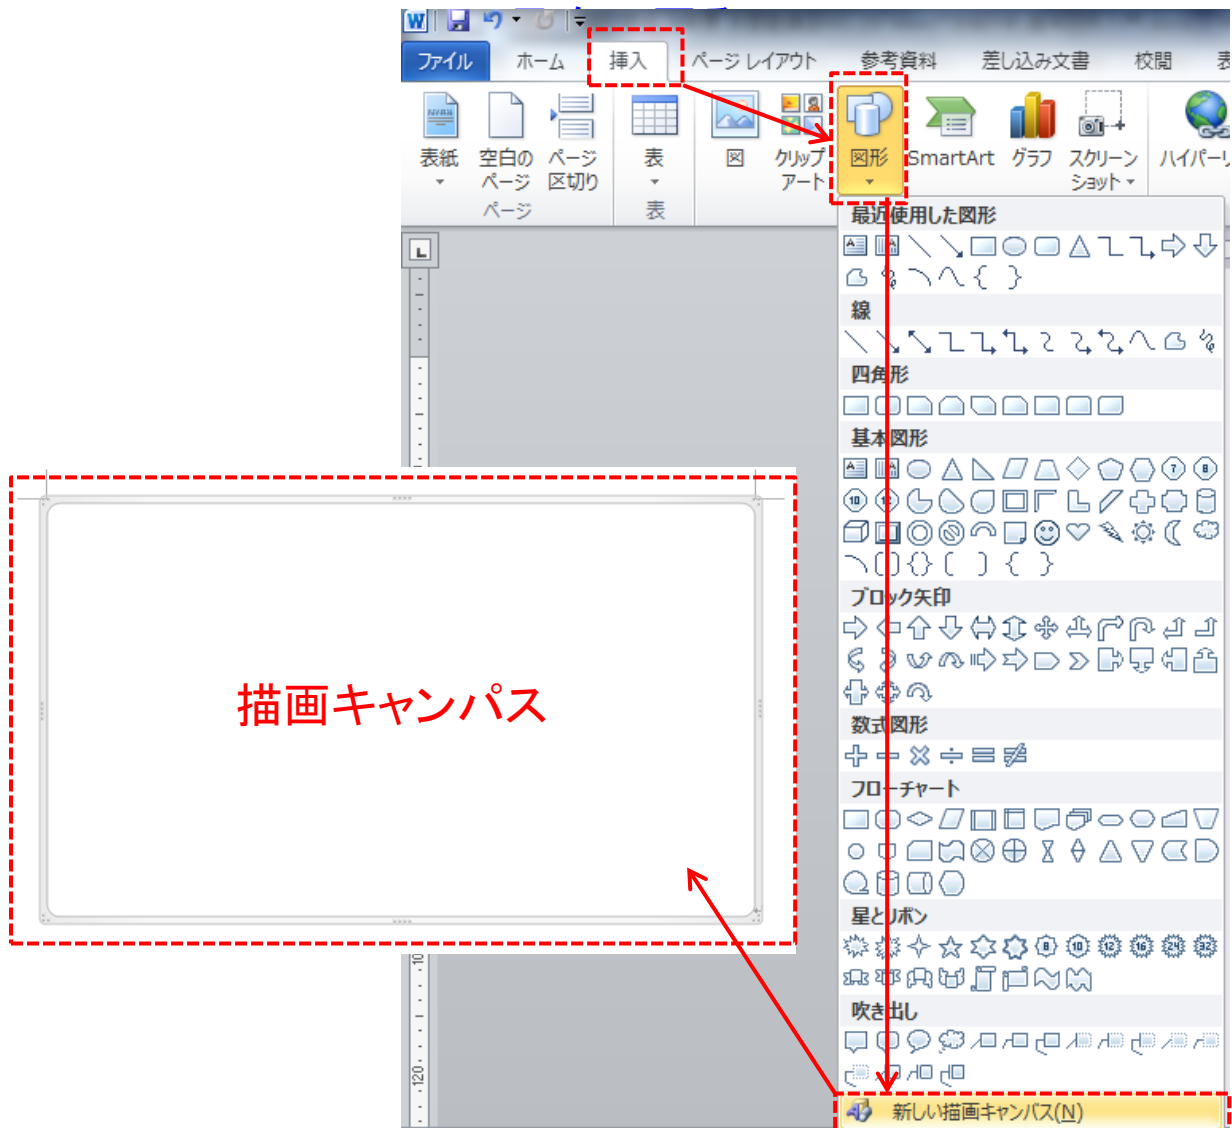 ファイル ホーム 挿入 ページ レイアウト 参考資料 差し込み文書 校閲
表紙 空白の ページ 表 図 クリップ 図形 SmartArt グラフ スクリーン
ページ 区切り アート ショット
ページ 表
最近使用した図形
L
線
四角形
基本図形
ブロック矢印
描画キャンパス
数式図形
フローチャート
星とリボン
吹き出し
120
新しい描画キャンバス(N)